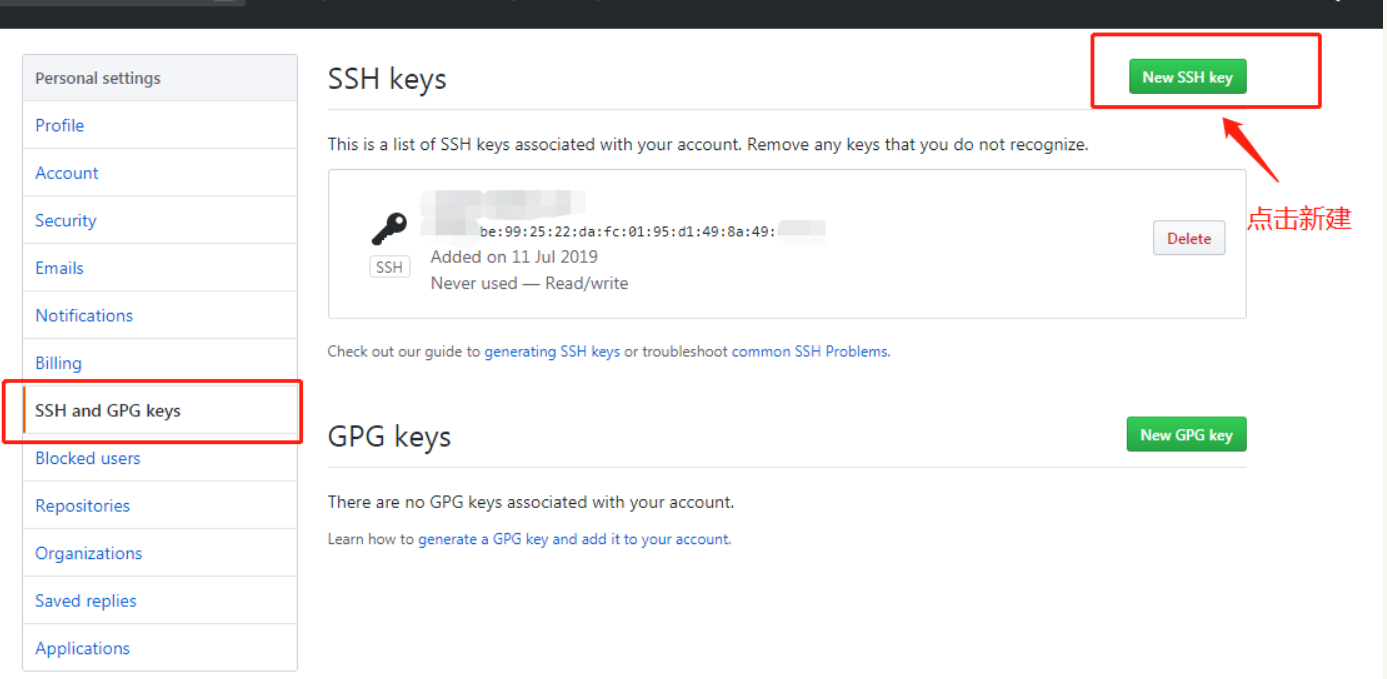 Personal settings
Profile
Account
Security
Emails
Notifications
Billing
SSH and GPG keys
Blocked users
Repositories
Organizations
Saved replies
Applications
SSH keys
New SSH key
This is a list of SSH keys associated with your account. Remove any keys that you do not recognize.
点击新建
be:99:25:22:da:fc:01:95:d1:49:8a:49:
SSH
Added on 11 Jul 2019
Never used — Read/write
Delete
Check out our guide to generating SSH keys or troubleshoot common SSH Problems.
GPG keys
New GPG key
There are no GPG keys associated with your account.
Learn how to generate a GPG key and add it to your account.